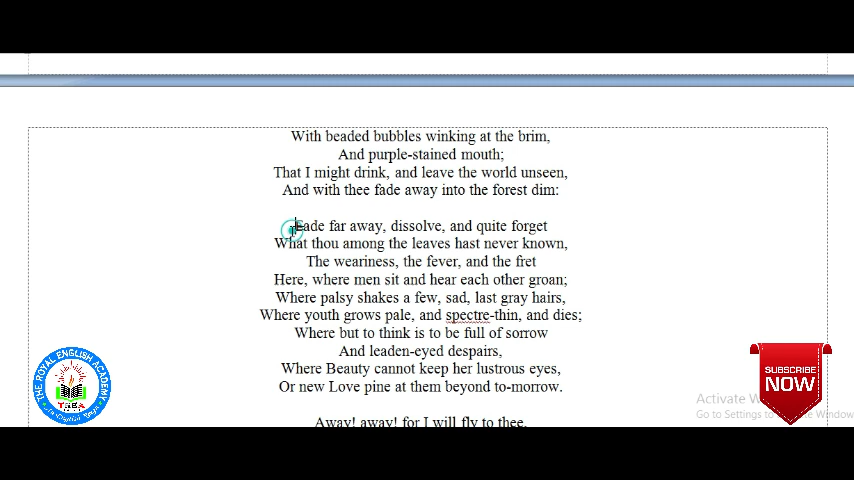 With beaded bubbles winking at the brim,
And purple-stained mouth;
That I might drink, and leave the world unseen,
And with thee fade away into the forest dim:
Fade far away, dissolve, and quite forget
What thou among the leaves hast never known,
The weariness, the fever, and the fret
Here, where men sit and hear each other groan;
Where palsy shakes a few, sad, last gray hairs,
Where youth grows pale, and spectre-thin, and dies;
Where but to think is to be full of sorrow
And leaden-eyed despairs,
Where Beauty cannot keep her lustrous eyes,
Or new Love pine at them beyond to-morrow.
Away! away! for I will fly to thee,
THE ROYAL ENGLISH ACADEMY
SUBSCRIBE
NOW
Activate W
Go to Settings to Window